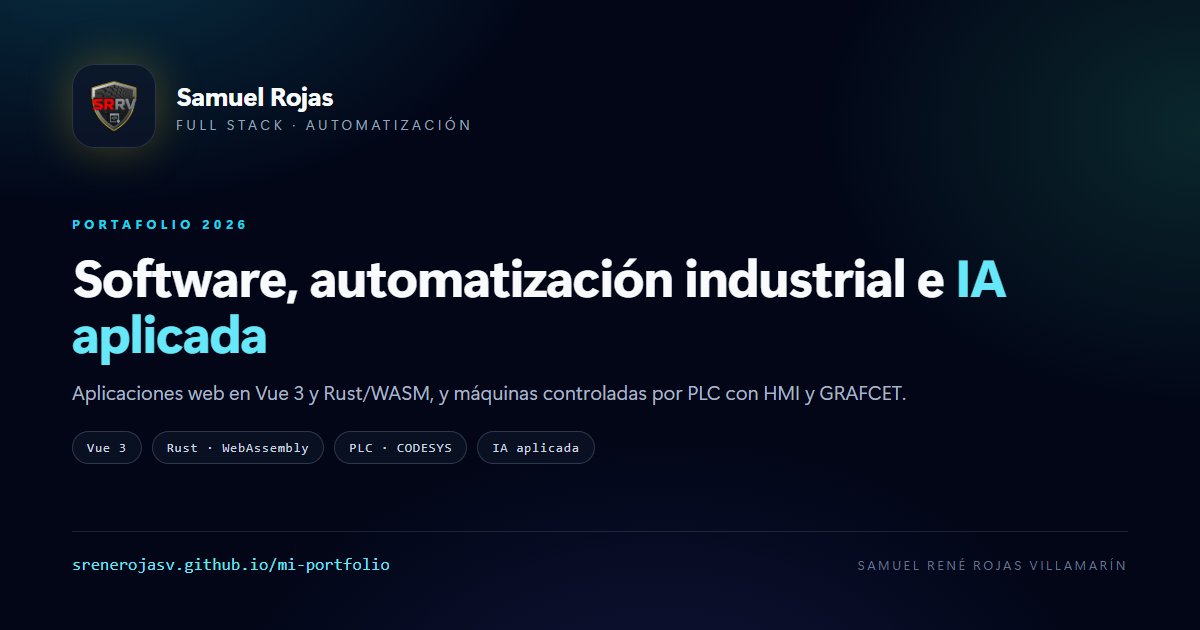 SRRV
Samuel Rojas
FULL STACK · AUTOMATIZACIÓN
PORTAFOLIO 2026
Software, automatización industrial e IA
aplicada
Aplicaciones web en Vue 3 y Rust/WASM, y máquinas controladas por PLC con HMI y GRAFCET.
Vue 3
Rust · WebAssembly
PLC · CODESYS
IA aplicada
srenerojasv.github.io/mi-portfolio
SAMUEL RENÉ ROJAS VILLAMARÍN